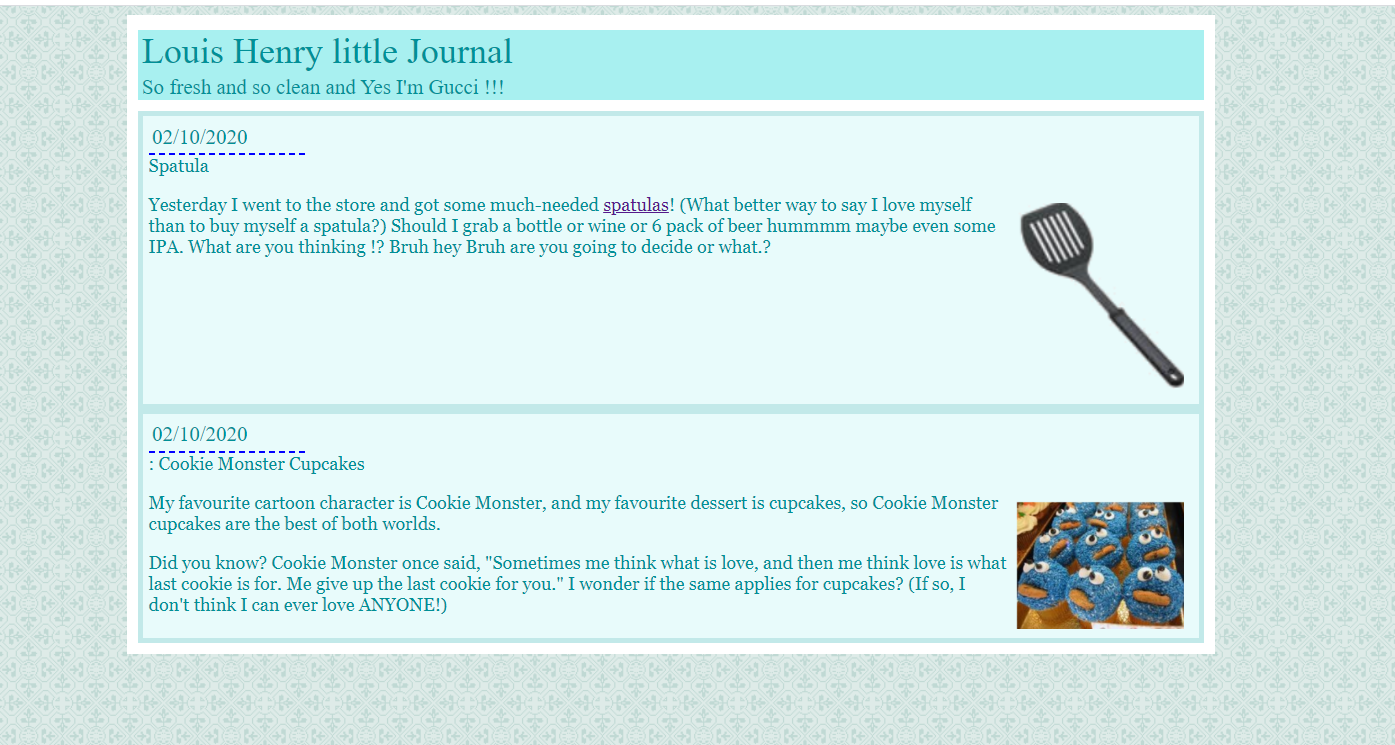 Louis Henry little Journal
So fresh and so clean and Yes I'm Gucci !!!
02/10/2020
Spatula
Yesterday I went to the store and got some much-needed spatulas! (What better way to say I love myself
than to buy myself a spatula?) Should I grab a bottle or wine or 6 pack of beer hummmm maybe even some
IPA. What are you thinking !? Bruh hey Bruh are you going to decide or what.?
02/10/2020
: Cookie Monster Cupcakes
My favourite cartoon character is Cookie Monster, and my favourite dessert is cupcakes, so Cookie Monster
cupcakes are the best of both worlds.
Did you know? Cookie Monster once said, "Sometimes me think what is love, and then me think love is what
last cookie is for. Me give up the last cookie for you." I wonder if the same applies for cupcakes? (If so, I
don't think I can ever love ANYONE!)